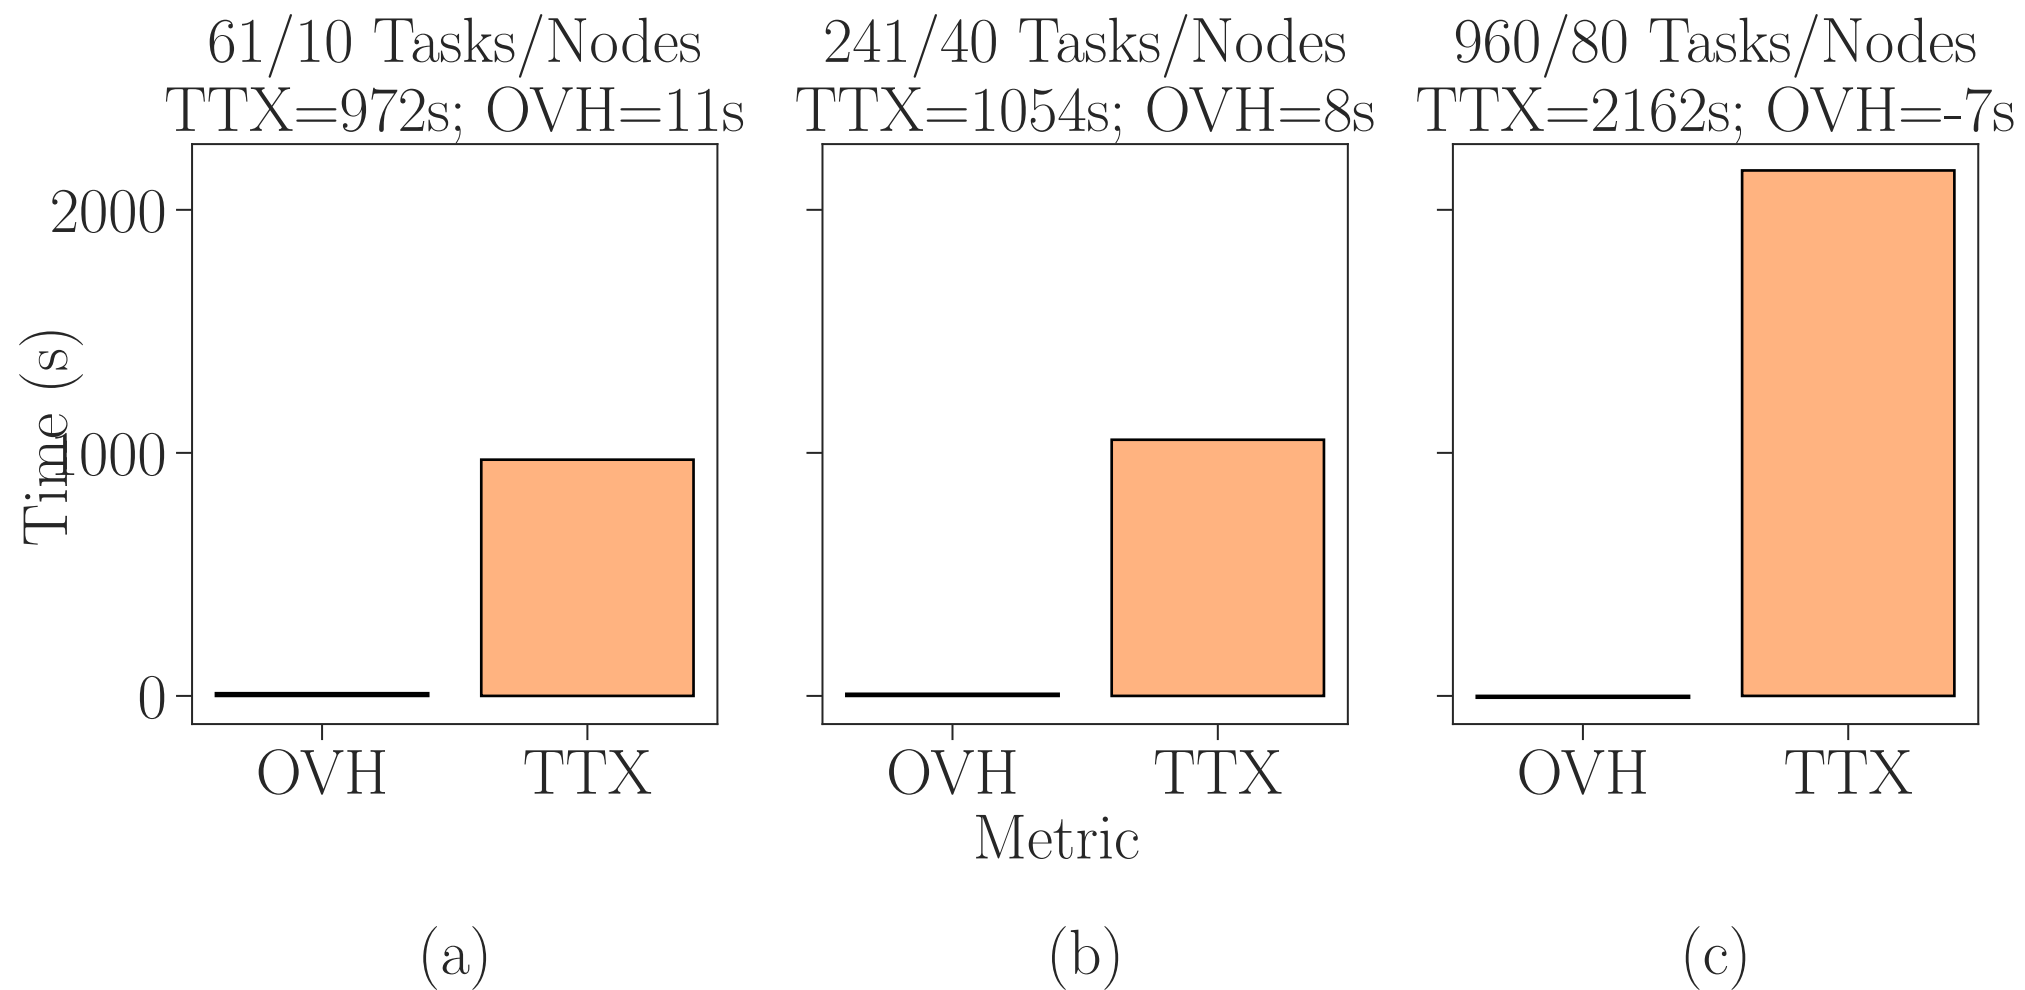 61/10 Tasks/Nodes
TTX=972s; OVH=11s
241/40 Tasks/Nodes
TTX=1054s; OVH=8s
960/80 Tasks/Nodes
TTX=2162s; OVH=-7s
Time (s)
2000
1000
0
OVH TTX
OVH TTX
OVH TTX
Metric
(a)
(b)
(c)